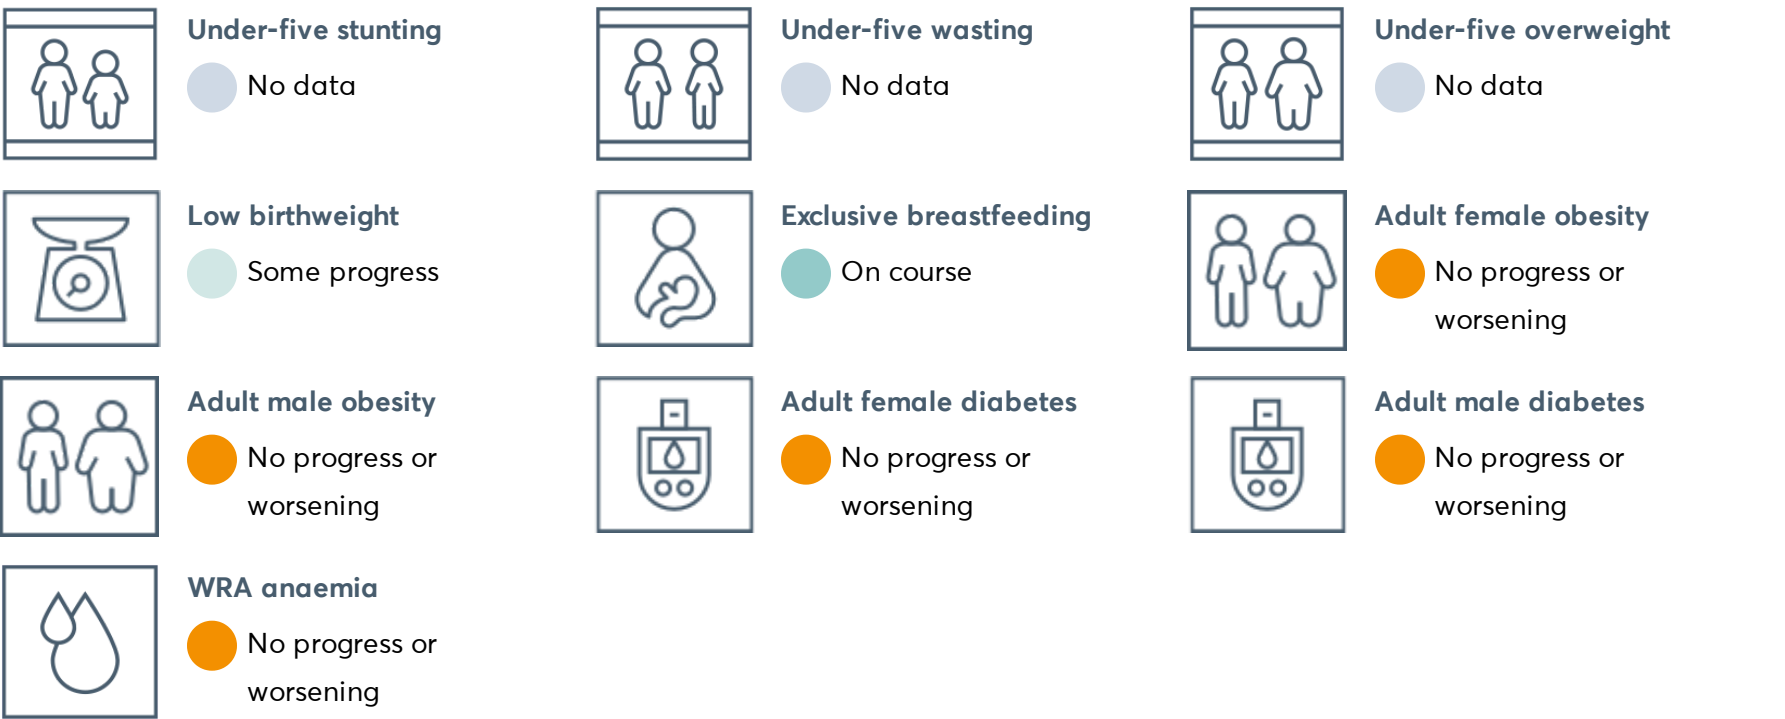 Under-five stunting
No data
Under-five wasting
No data
Under-five overweight
No data
Low birthweight
Some progress
Exclusive breastfeeding
On course
Adult female obesity
No progress or
worsening
Adult male obesity
No progress or
worsening
Adult female diabetes
No progress or
worsening
Adult male diabetes
No progress or
worsening
WRA anaemia
No progress or
worsening